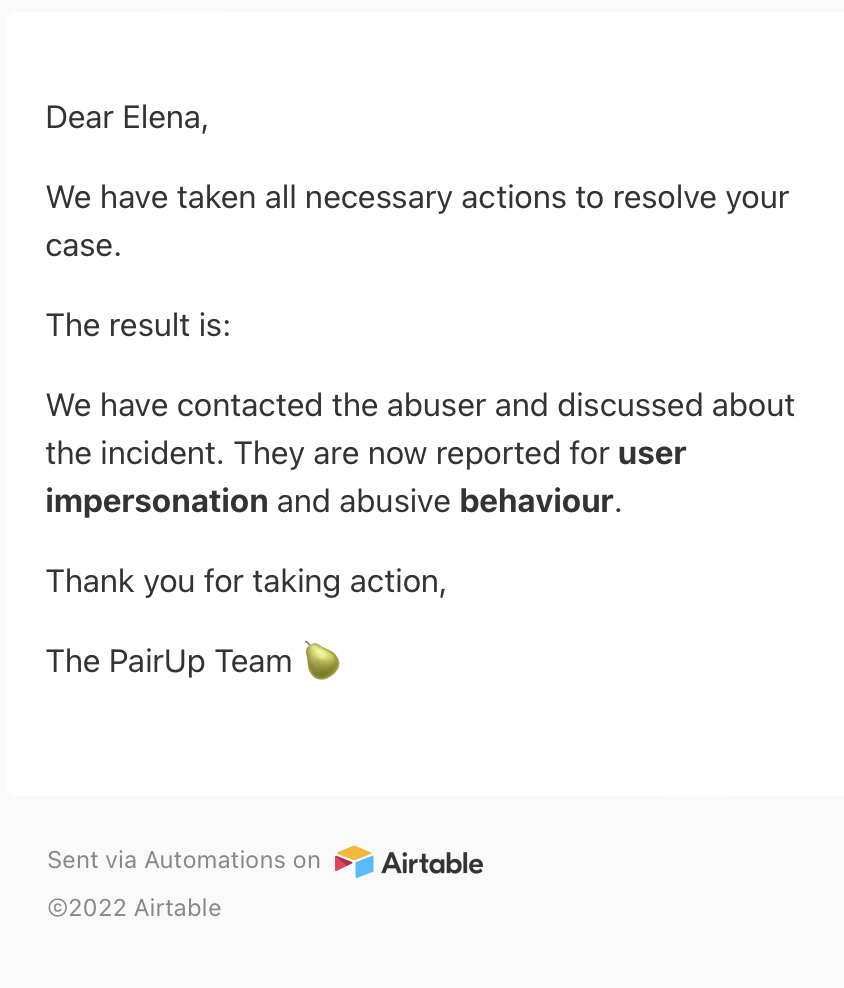 Dear Elena,
We have taken all necessary actions to resolve your
case.
The result is:
We have contacted the abuser and discussed about
the incident. They are now reported for user
impersonation and abusive behaviour.
Thank you for taking action,
The PairUp Team 🍐
Sent via Automations on Airtable
©2022 Airtable